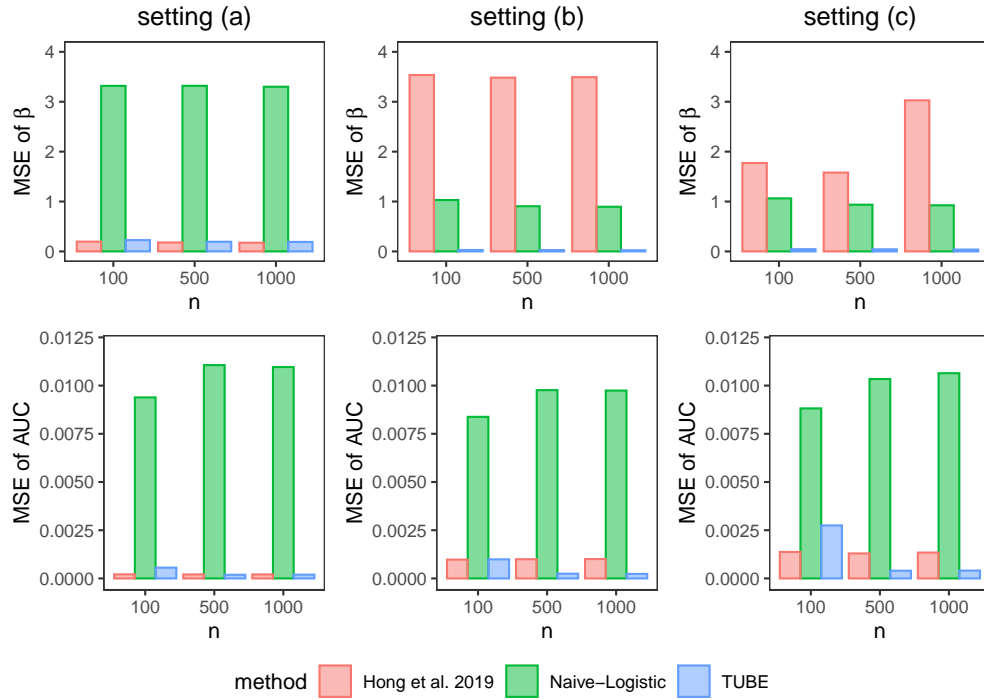 setting (a)
setting (b)
setting (c)
MSE of β
4
3
2
1
0
100
500
1000
n
MSE of β
4
3
2
1
0
100
500
1000
n
MSE of β
4
3
2
1
0
100
500
1000
n
MSE of AUC
0.0125
0.0100
0.0075
0.0050
0.0025
0.0000
100
500
1000
n
MSE of AUC
0.0125
0.0100
0.0075
0.0050
0.0025
0.0000
100
500
1000
n
MSE of AUC
0.0125
0.0100
0.0075
0.0050
0.0025
0.0000
100
500
1000
n
method
Hong et al. 2019
Naive−Logistic
TUBE